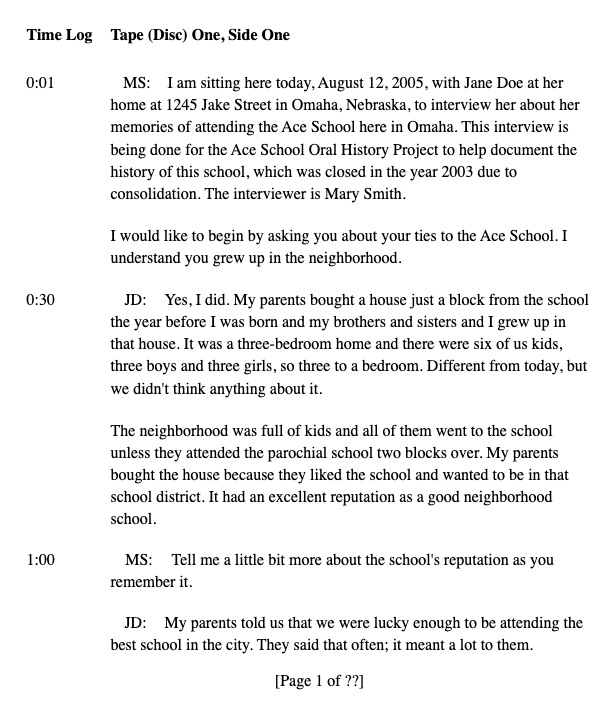 Time Log Tape (Disc) One, Side One
0:01 MS: I am sitting here today, August 12, 2005, with Jane Doe at her
home at 1245 Jake Street in Omaha, Nebraska, to interview her about her
memories of attending the Ace School here in Omaha. This interview is
being done for the Ace School Oral History Project to help document the
history of this school, which was closed in the year 2003 due to
consolidation. The interviewer is Mary Smith.
I would like to begin by asking you about your ties to the Ace School. I
understand you grew up in the neighborhood.
0:30 JD: Yes, I did. My parents bought a house just a block from the school
the year before I was born and my brothers and sisters and I grew up in
that house. It was a three-bedroom home and there were six of us kids,
three boys and three girls, so three to a bedroom. Different from today, but
we didn't think anything about it.
The neighborhood was full of kids and all of them went to the school
unless they attended the parochial school two blocks over. My parents
bought the house because they liked the school and wanted to be in that
school district. It had an excellent reputation as a good neighborhood
school.
1:00 MS: Tell me a little bit more about the school's reputation as you
remember it.
JD: My parents told us that we were lucky enough to be attending the
best school in the city. They said that often; it meant a lot to them.
[Page 1 of ??]